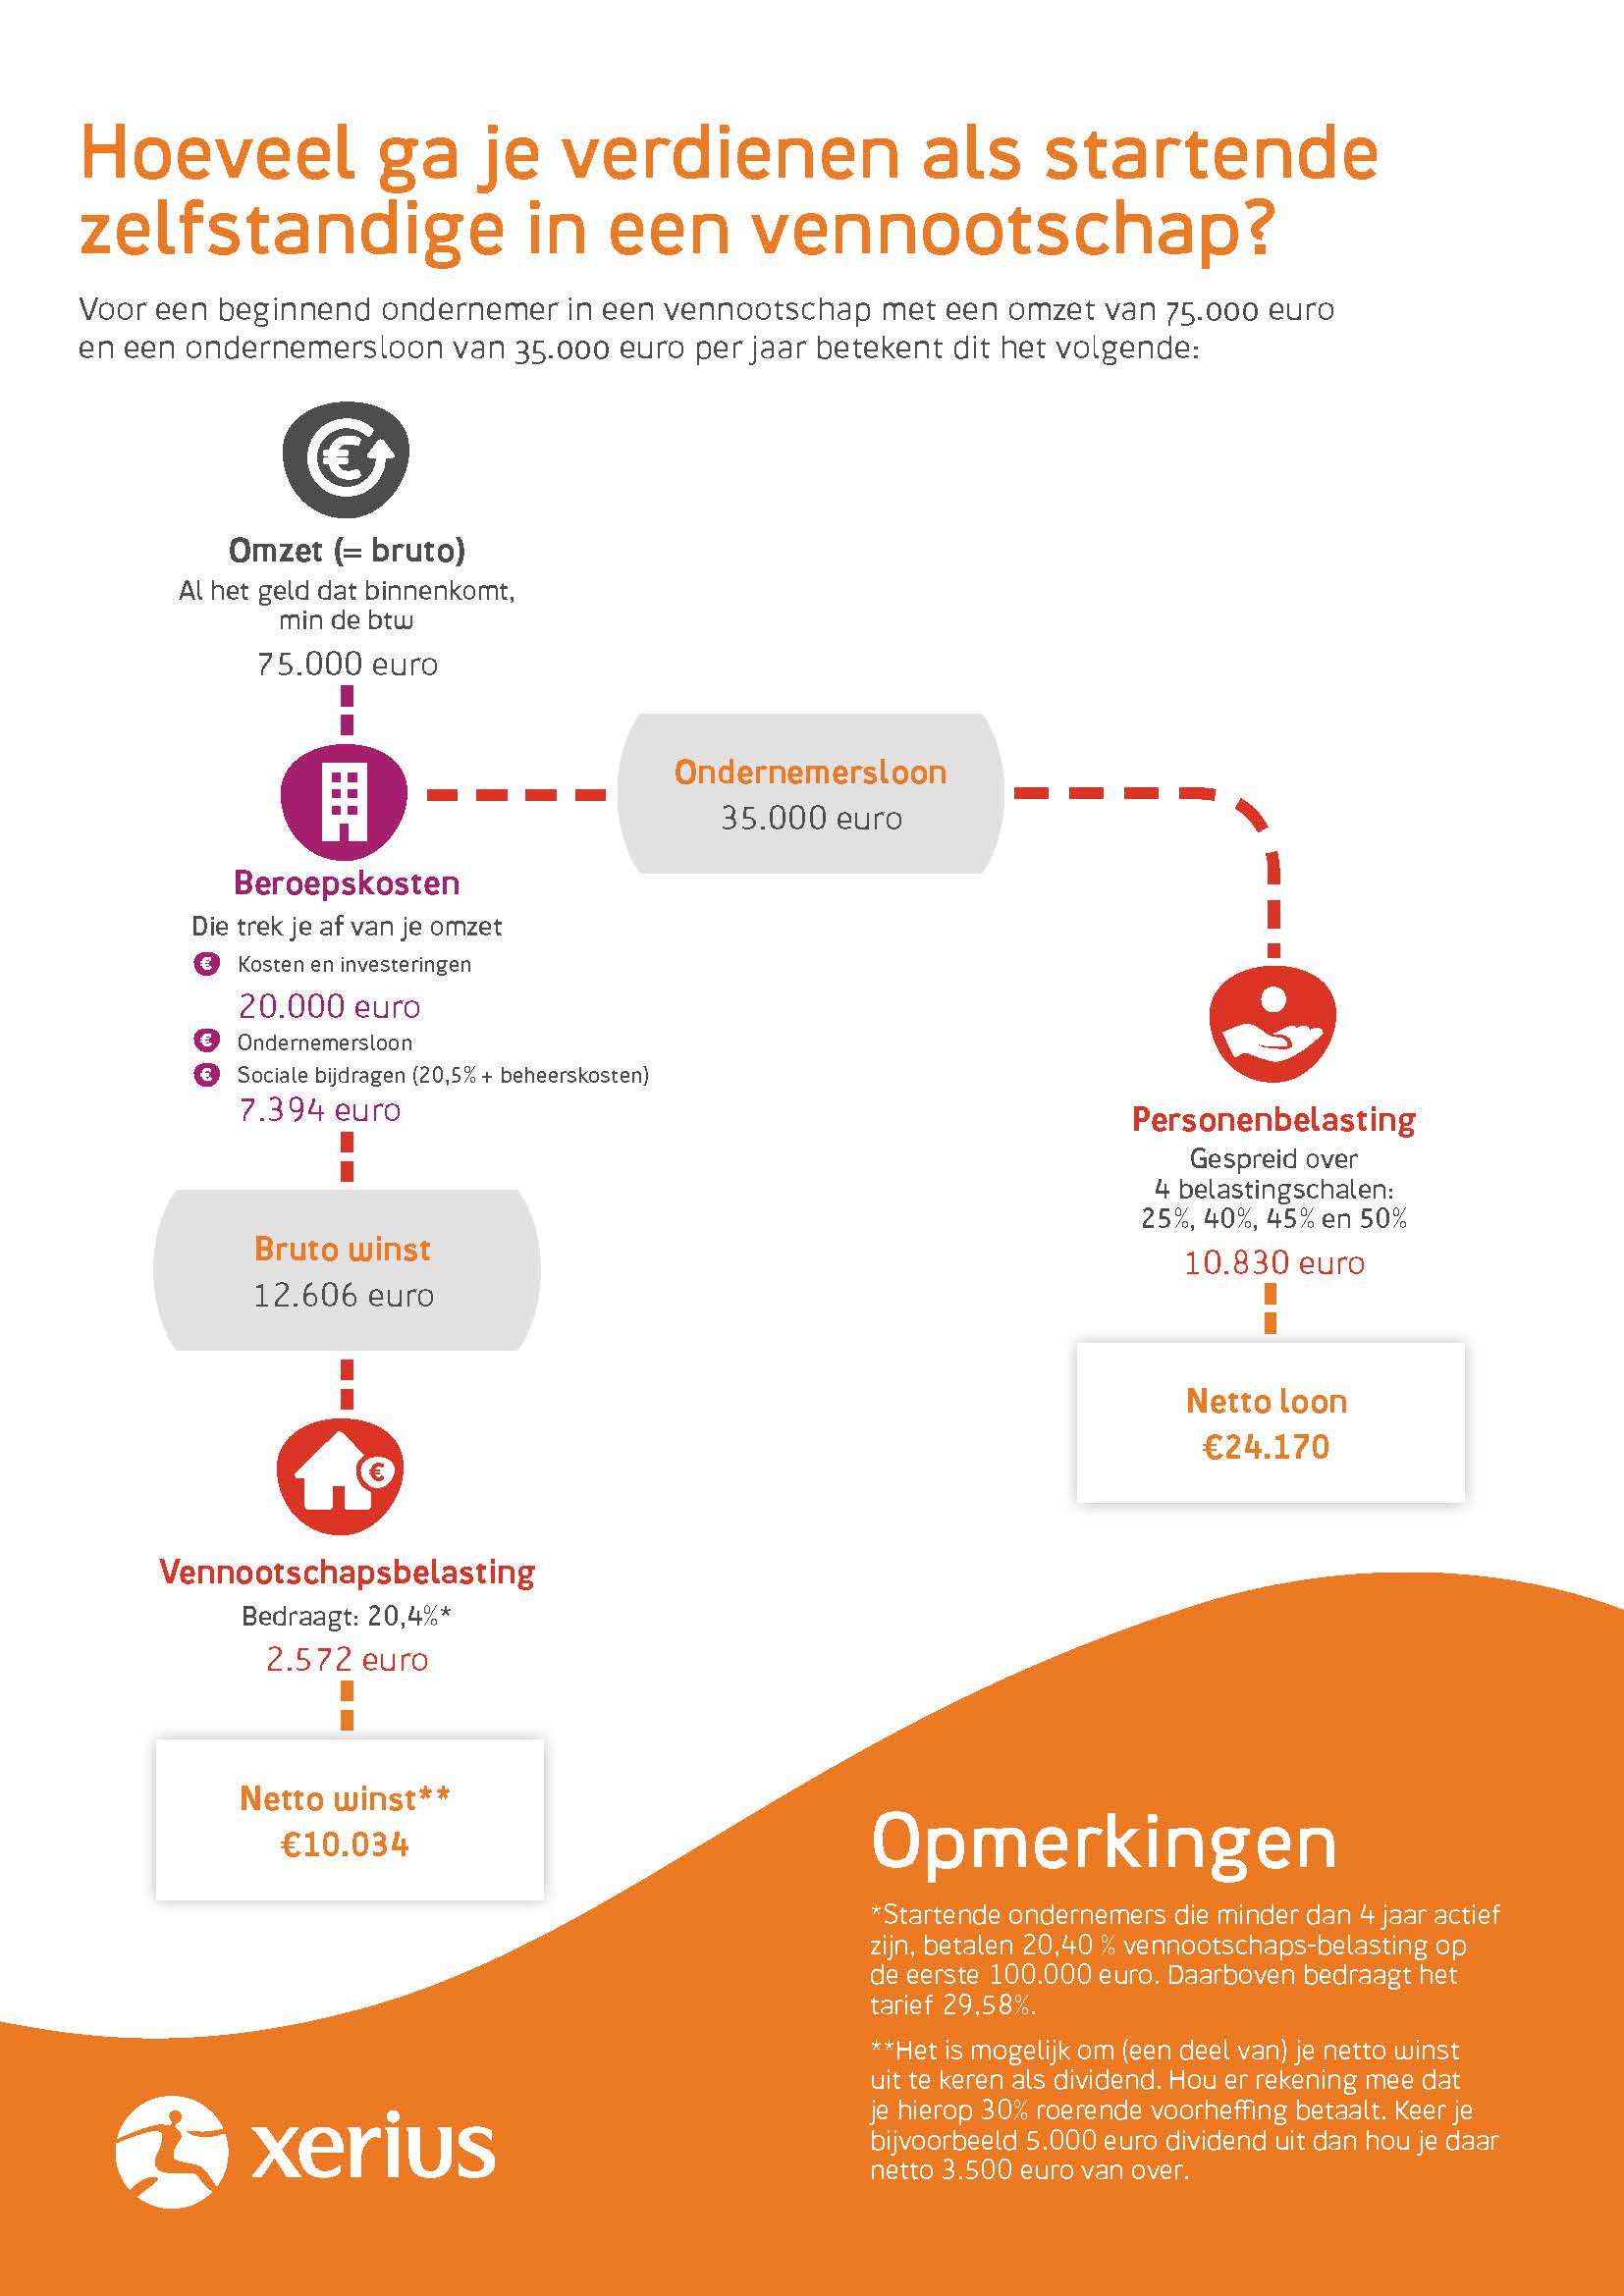 Hoeveel ga je verdienen als startende
zelfstandige in een vennootschap?
Voor een beginnend ondernemer in een vennootschap met een omzet van 75.000 euro
en een ondernemersloon van 35.000 euro per jaar betekent dit het volgende:
Omzet (= bruto)
Al het geld dat binnenkomt,
min de btw
75.000 euro
Ondernemersloon
35.000 euro
Beroepskosten
Die trek je af van je omzet
€ Kosten en investeringen
20.000 euro
€ Ondernemersloon
€ Sociale bijdragen (20,5% + beheerskosten)
7.394 euro
Bruto winst
12.606 euro
Vennootschapsbelasting
Bedraagt: 20,4%*
2.572 euro
Netto winst**
€10.034
Personenbelasting
Gespreid over
4 belastingschalen:
25%, 40%, 45% en 50%
10.830 euro
Netto loon
€24.170
Opmerkingen
*Startende ondernemers die minder dan 4 jaar actief
zijn, betalen 20,40 % vennootschaps-belasting op
de eerste 100.000 euro. Daarboven bedraagt het
tarief 29,58%.
**Het is mogelijk om (een deel van) je netto winst
uit te keren als dividend. Hou er rekening mee dat
je hierop 30% roerende voorheffing betaalt. Keer je
bijvoorbeeld 5.000 euro dividend uit dan hou je daar
netto 3.500 euro van over.
xerius